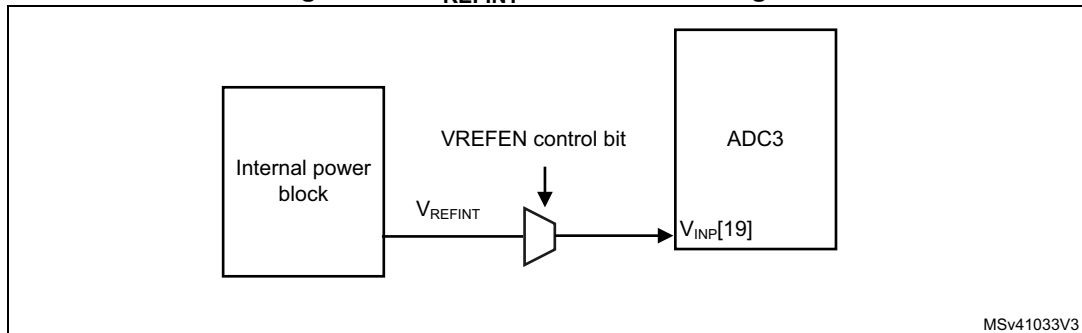 VREFEN control bit
ADC3
Internal power
block
VREFINT
VINP[19]
MSv41033V3